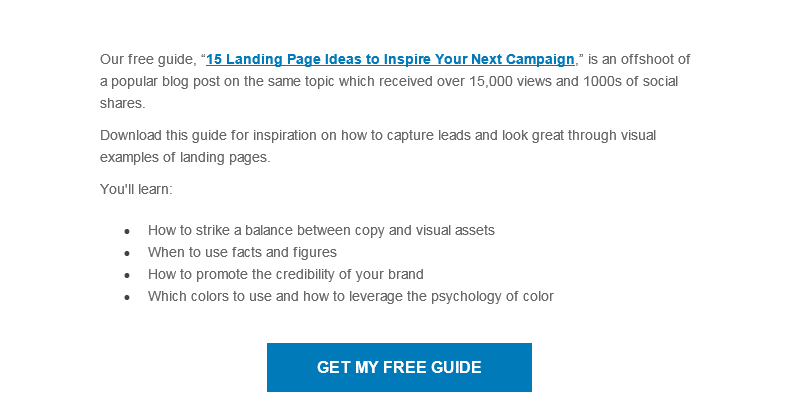 Our free guide, “15 Landing Page Ideas to Inspire Your Next Campaign,” is an offshoot of
a popular blog post on the same topic which received over 15,000 views and 1000s of social
shares.
Download this guide for inspiration on how to capture leads and look great through visual
examples of landing pages.
You'll learn:
• How to strike a balance between copy and visual assets
• When to use facts and figures
• How to promote the credibility of your brand
• Which colors to use and how to leverage the psychology of color
GET MY FREE GUIDE